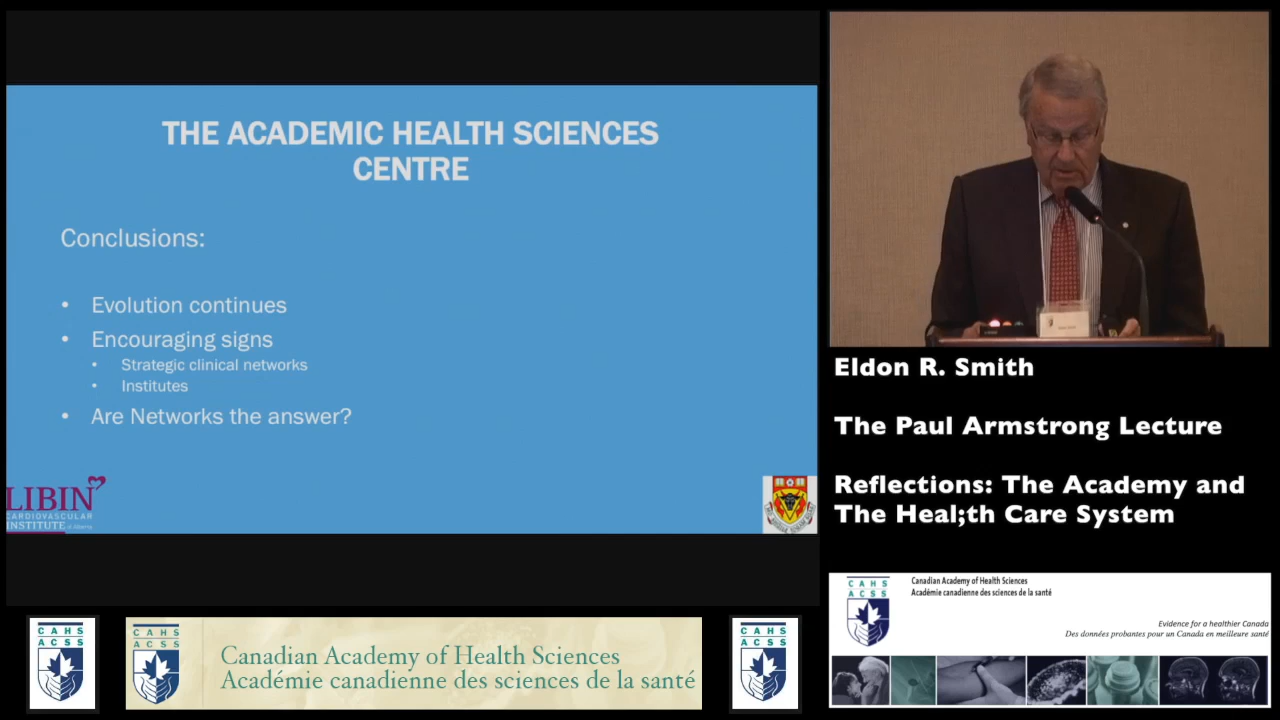 THE ACADEMIC HEALTH SCIENCES
CENTRE
Conclusions:
• Evolution continues
• Encouraging signs
• Strategic clinical networks
• Institutes
• Are Networks the answer?
LIBIN
CARDIOVASCULAR
INSTITUTE of Alberta
Eldon R. Smith
The Paul Armstrong Lecture
Reflections: The Academy and
The Heal;th Care System
CAHS
ACSS
Canadian Academy of Health Sciences
Académie canadienne des sciences de la santé
Evidence for a healthier Canada
Des données probantes pour un Canada en meilleure santé
CAHS
ACSS
CAHS
ACSS
Canadian Academy of Health Sciences
Académie canadienne des sciences de la santé
CAHS
ACSS